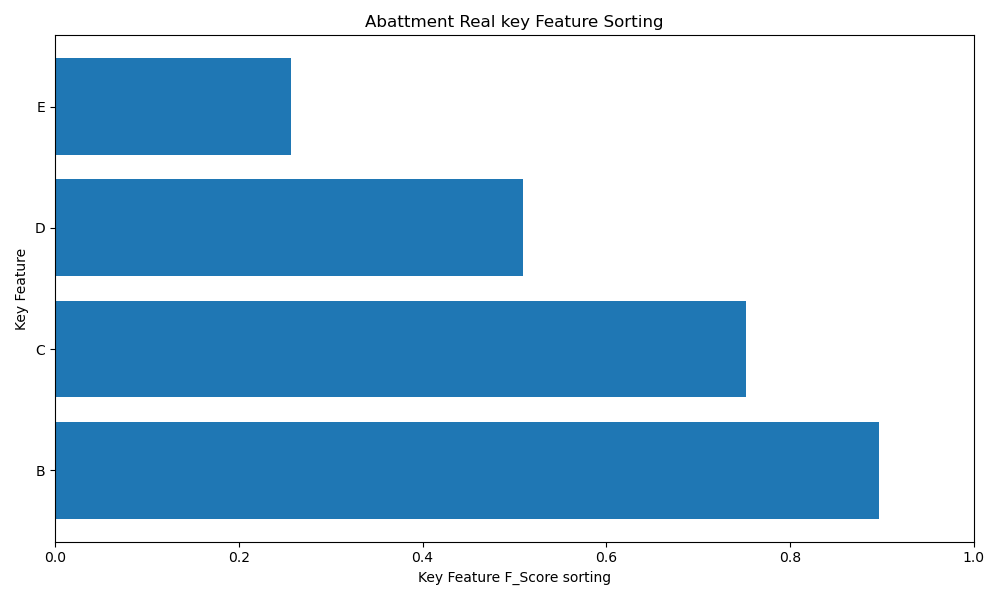 Abattment Real key Feature Sorting
Key Feature
E
D
C
B
0.0 0.2 0.4 0.6 0.8 1.0
Key Feature F_Score sorting